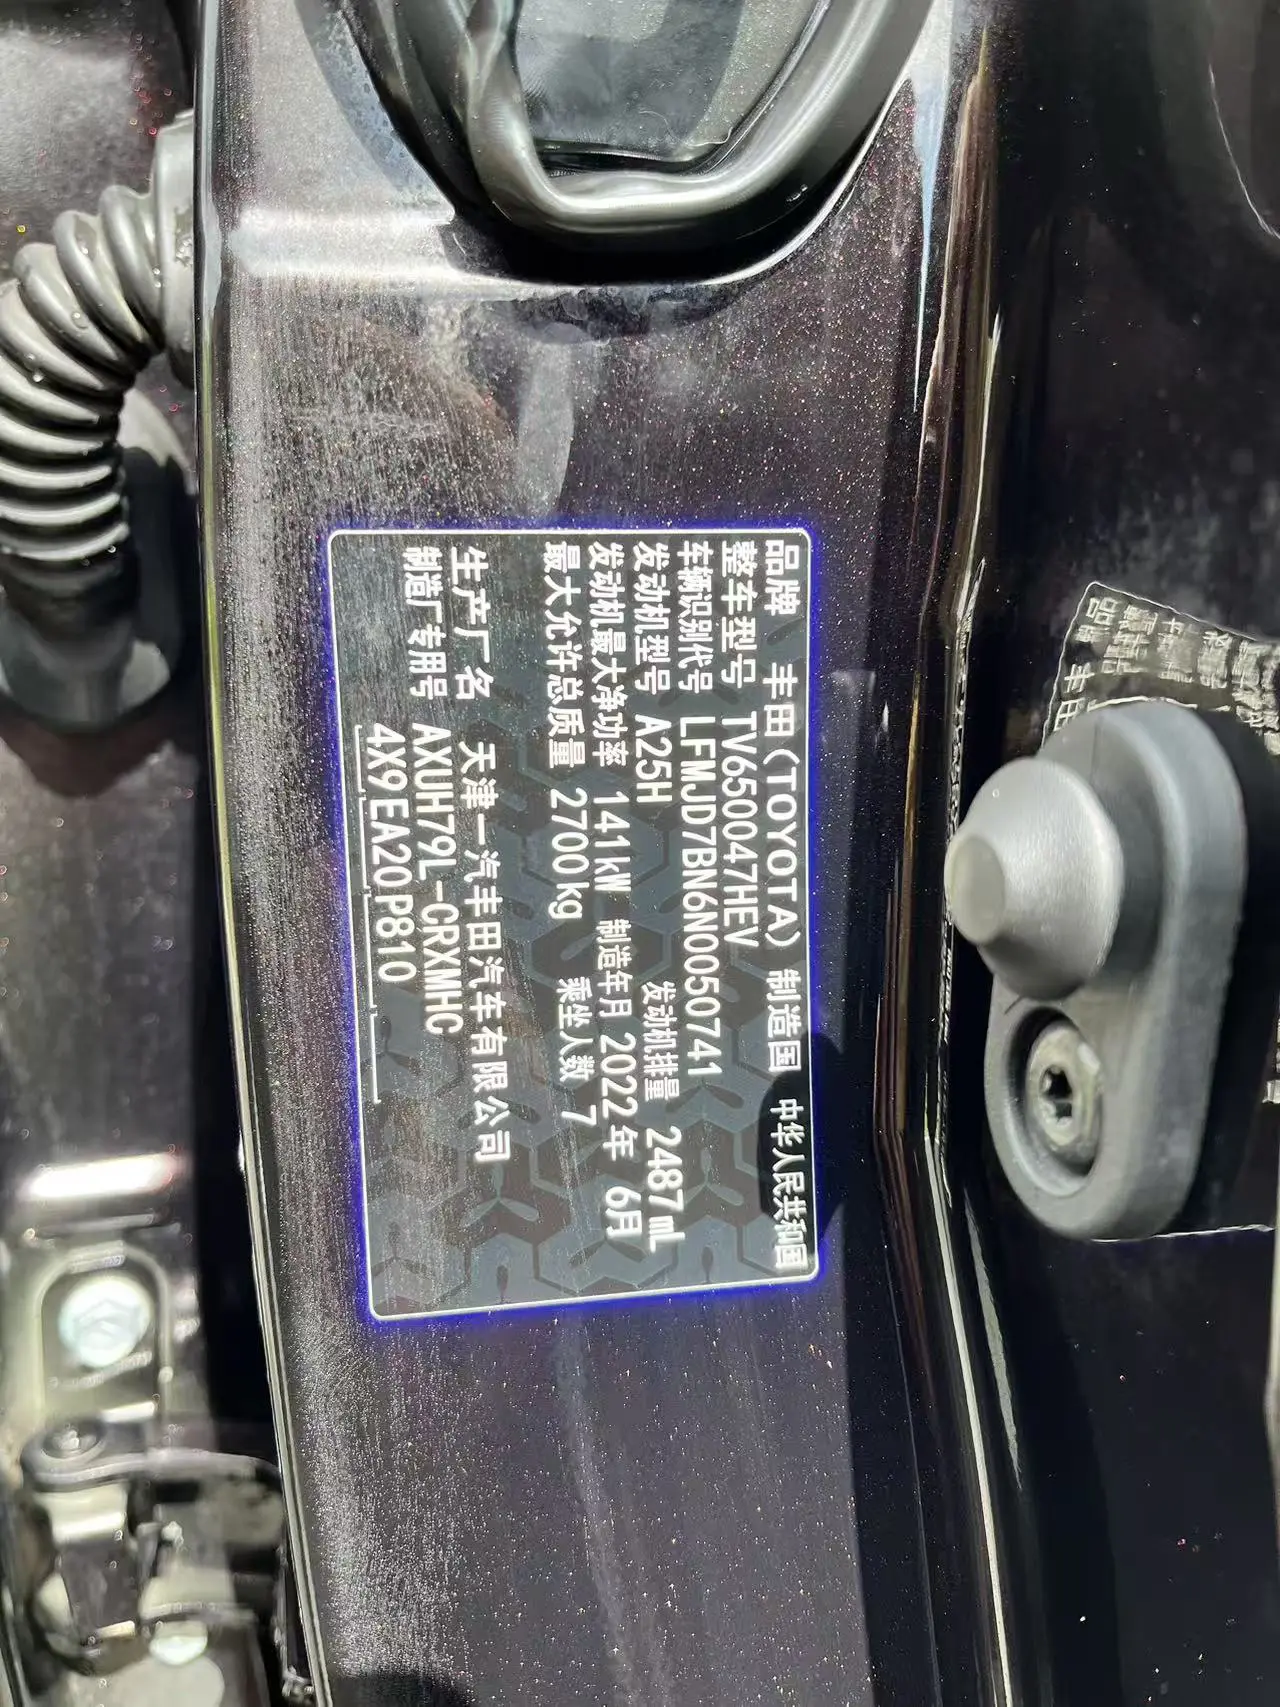 品牌 丰田(TOYOTA) 制造国 中华人民共和国
整车型号 TV650047HEV
车辆识别代号 LFMJD7BN6N0050741
发动机型号 A25H 发动机排量 2487mL
发动机最大净功率 141kW 制造年月 2022年 6月
最大允许总质量 2700kg 乘坐人数 7
生产厂名 天津一汽丰田汽车有限公司
制造厂专用号 AXUH79L-CRXMHC
4X9 EA20 P810